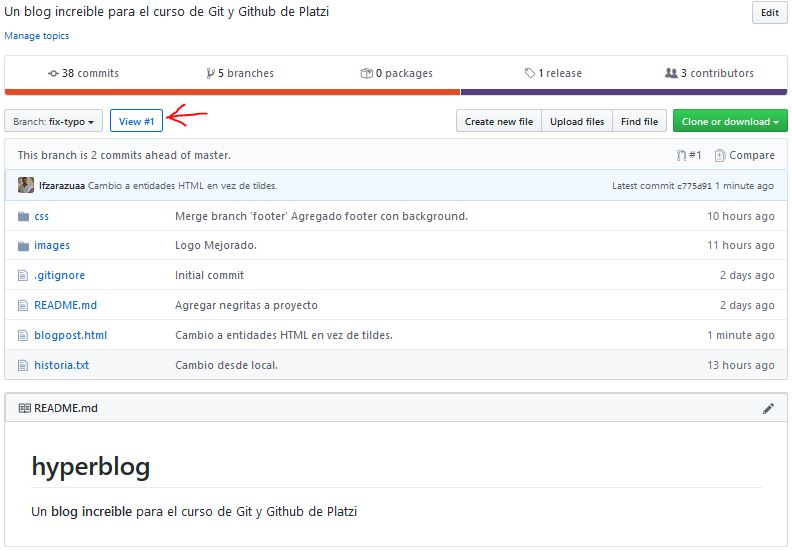 Un blog increible para el curso de Git y Github de Platzi
Edit
Manage topics
38 commits 5 branches 0 packages 1 release 3 contributors
Branch: fix-typo View #1 Create new file Upload files Find file Clone or download
This branch is 2 commits ahead of master. #1 Compare
lfzarazuaa Cambio a entidades HTML en vez de tildes. Latest commit c775d91 1 minute ago
css Merge branch 'footer' Agregado footer con background. 10 hours ago
images Logo Mejorado. 11 hours ago
.gitignore Initial commit 2 days ago
README.md Agregar negritas a proyecto 2 days ago
blogpost.html Cambio a entidades HTML en vez de tildes. 1 minute ago
historia.txt Cambio desde local. 13 hours ago
README.md
hyperblog
Un blog increible para el curso de Git y Github de Platzi